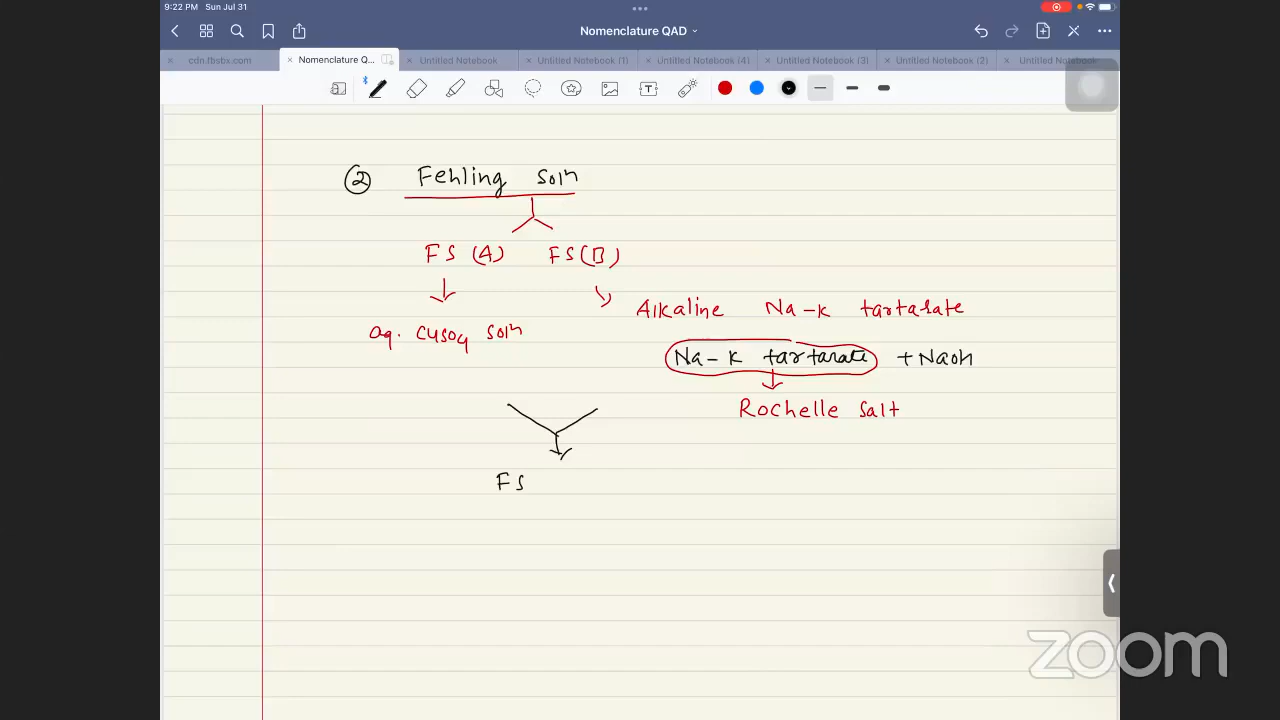 9:22 PM Sun Jul 31
Nomenclature QAD
cdn.fbsbx.com
Nomenclature Q...
Untitled Notebook
Untitled Notebook (1)
Untitled Notebook (4)
Untitled Notebook (3)
Untitled Notebook (2)
Untitled Notebook
② Fehling Soln
FS (A) FS (B)
Alkaline Na-K tartarate
aq. CuSO4 Soln
Na-K tartarate + NaOH
Rochelle Salt
FS
zoom